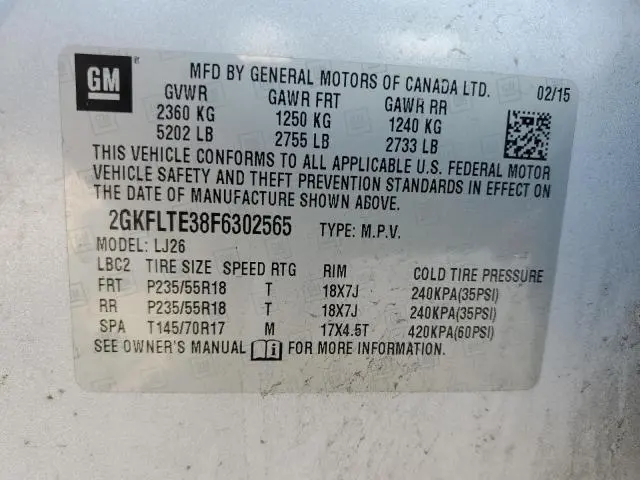 GM
MFD BY GENERAL MOTORS OF CANADA LTD. 02/15
GVWR GAWR FRT GAWR RR
2360 KG 1250 KG 1240 KG
5202 LB 2755 LB 2733 LB
THIS VEHICLE CONFORMS TO ALL APPLICABLE U.S. FEDERAL MOTOR
VEHICLE SAFETY AND THEFT PREVENTION STANDARDS IN EFFECT ON
THE DATE OF MANUFACTURE SHOWN ABOVE.
2GKFLTE38F6302565 TYPE: M.P.V.
MODEL: LJ26
LBC2 TIRE SIZE SPEED RTG RIM COLD TIRE PRESSURE
FRT P235/55R18 T 18X7J 240KPA(35PSI)
RR P235/55R18 T 18X7J 240KPA(35PSI)
SPA T145/70R17 M 17X4.5T 420KPA(60PSI)
SEE OWNER'S MANUAL i FOR MORE INFORMATION.